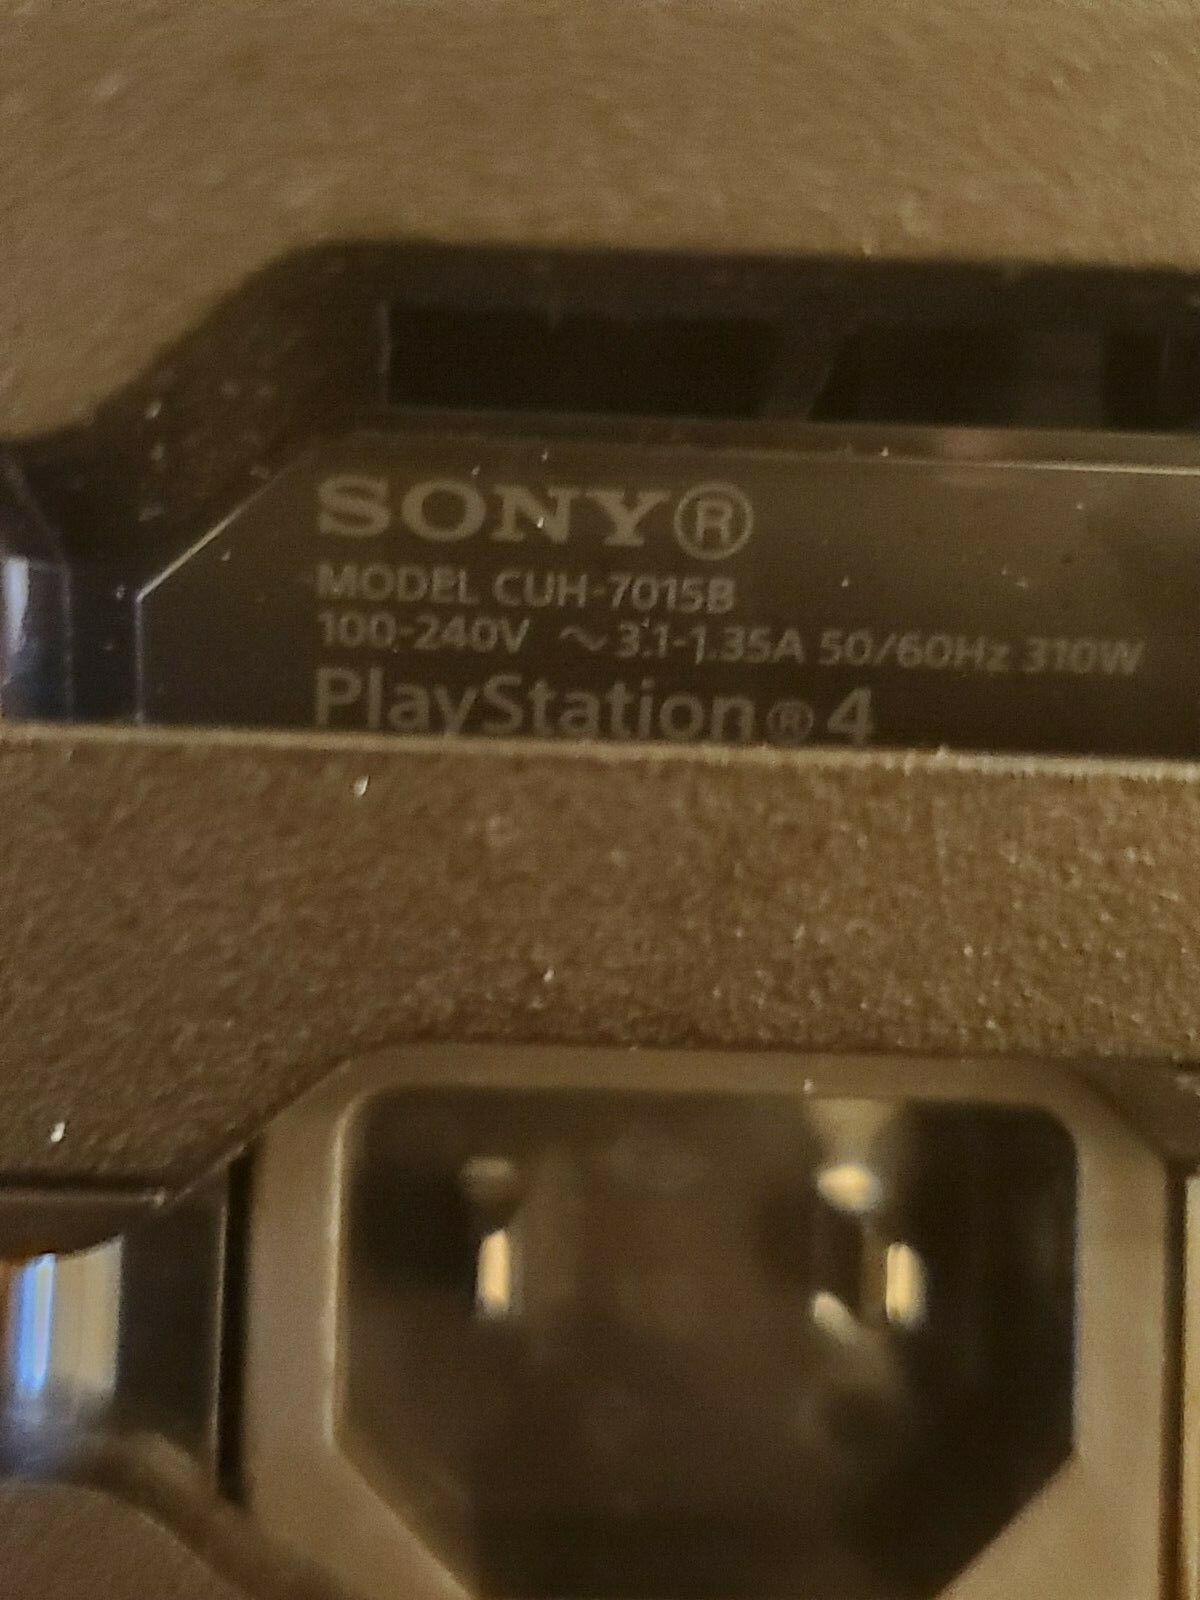 SONY®
MODEL CUH-7015B
100-240V ～ 3.1-1.35A 50/60Hz 310W
PlayStation®4